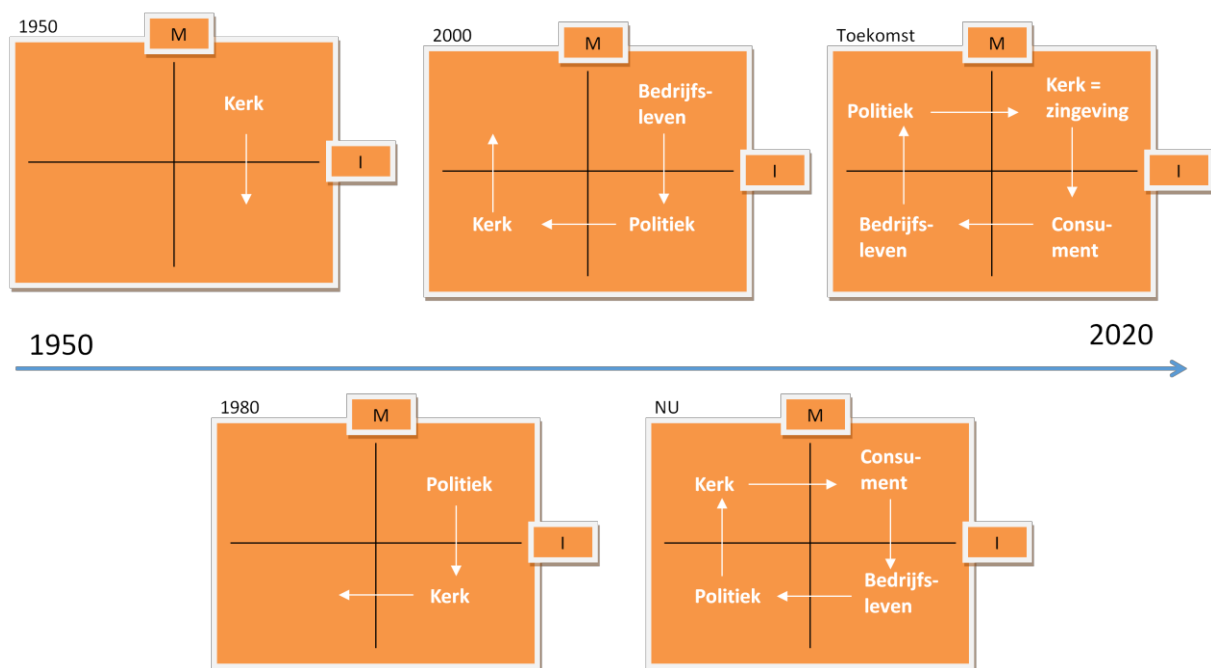 1950
M
Kerk
I
2000
M
Bedrijfs-
leven
I
Kerk
Politiek
Toekomst
M
Kerk =
zingeving
Politiek
I
Bedrijfs-
leven
Consu-
ment
1950
2020
1980
M
Politiek
I
Kerk
NU
M
Consu-
ment
Kerk
I
Bedrijfs-
leven
Politiek